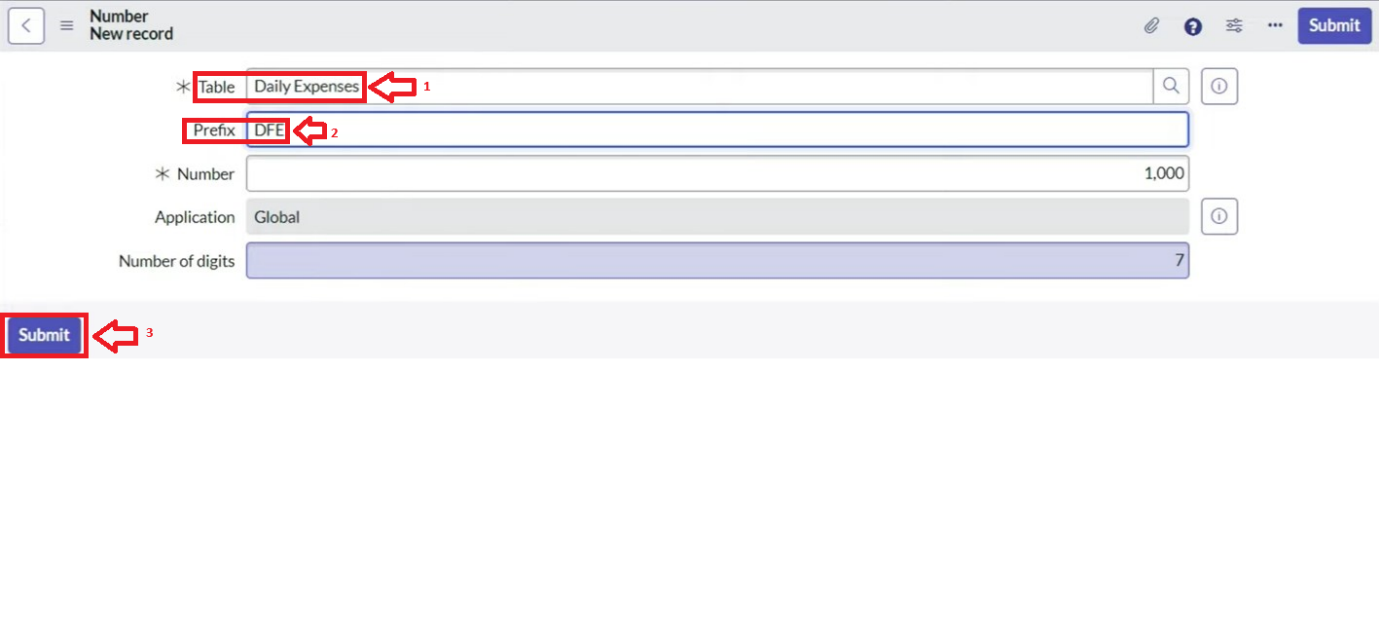 Number
New record
Submit
* Table Daily Expenses 1
Prefix DFE 2
* Number 1,000
Application Global
Number of digits 7
Submit 3